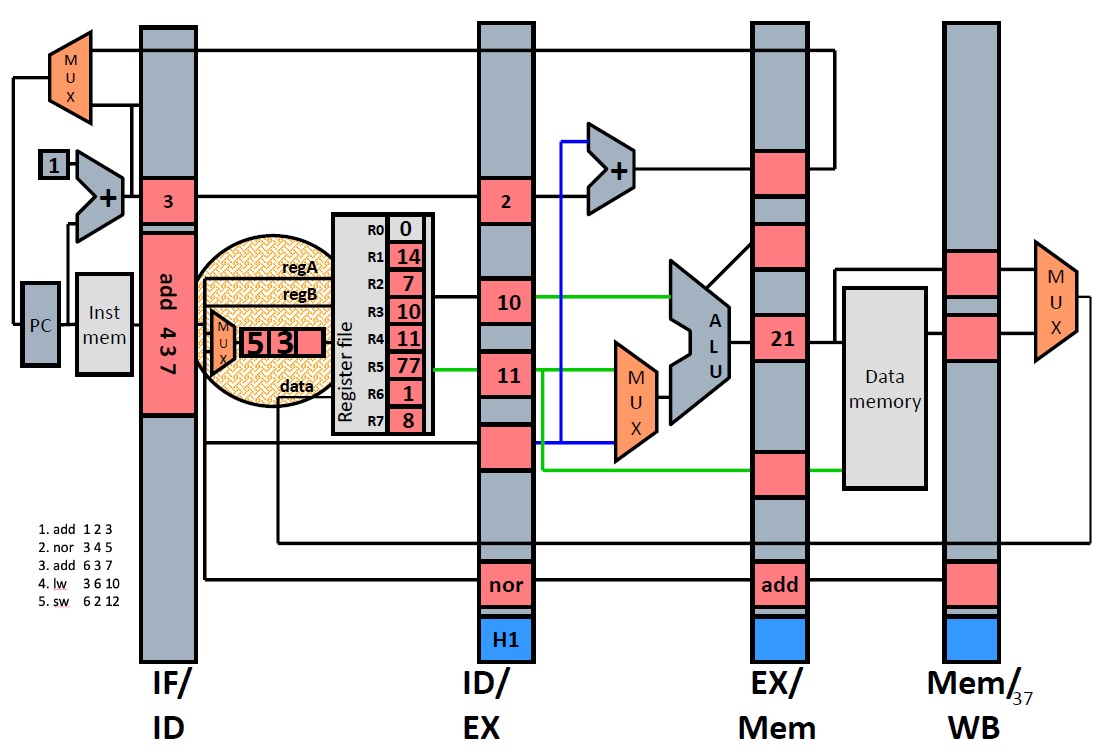 M
U
X
1
+
3
2
+
R0 0
R1 14
R2 7
R3 10
R4 11
R5 77
R6 1
R7 8
regA
regB
data
Register file
M
U
X
5 3
PC
Inst
mem
add 4 3 7
10
11
M
U
X
A
L
U
21
Data
memory
M
U
X
1. add 1 2 3
2. nor 3 4 5
3. add 6 3 7
4. lw 3 6 10
5. sw 6 2 12
nor
add
H1
IF/
ID
ID/
EX
EX/
Mem
Mem/
WB
37